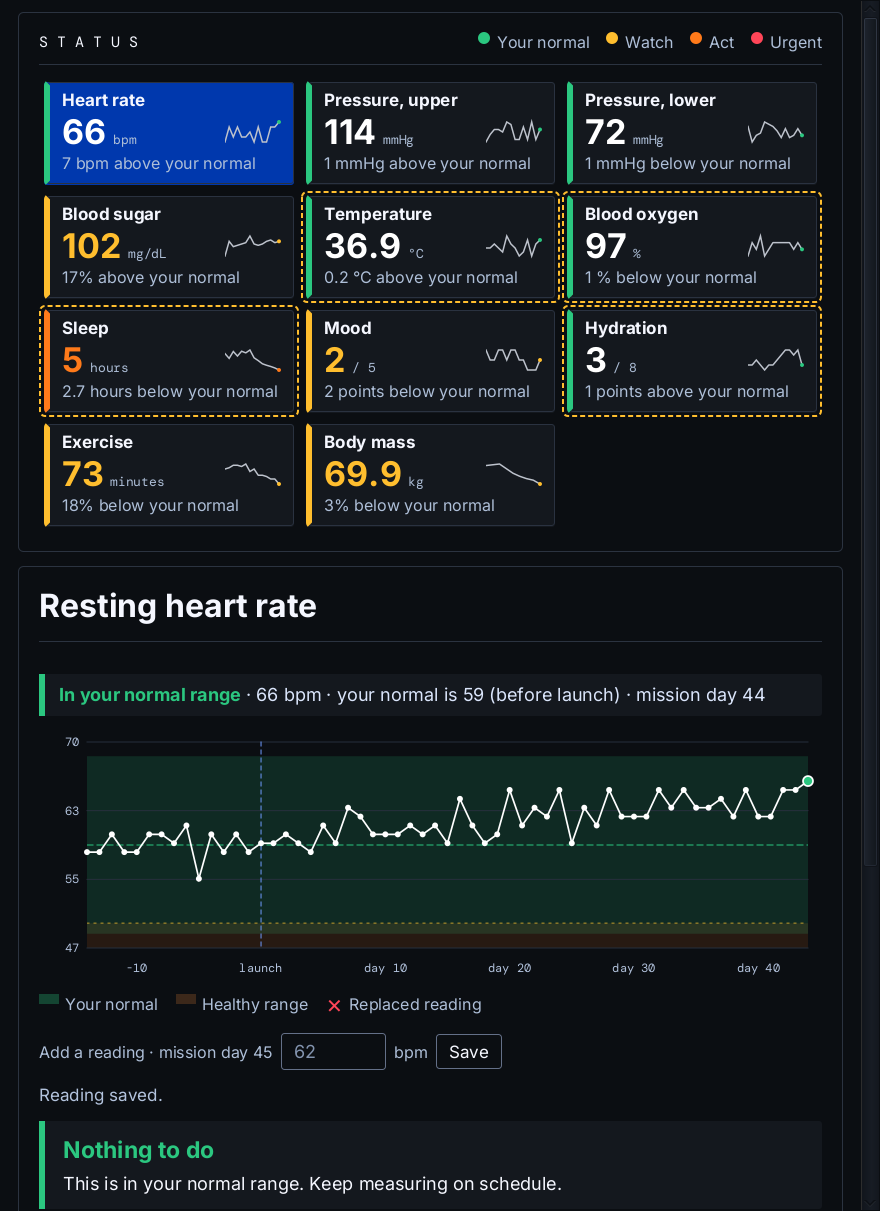 STATUS
Your normal Watch Act Urgent
Heart rate
66 bpm
7 bpm above your normal
Pressure, upper
114 mmHg
1 mmHg above your normal
Pressure, lower
72 mmHg
1 mmHg below your normal
Blood sugar
102 mg/dL
17% above your normal
Temperature
36.9 °C
0.2 °C above your normal
Blood oxygen
97 %
1 % below your normal
Sleep
5 hours
2.7 hours below your normal
Mood
2 / 5
2 points below your normal
Hydration
3 / 8
1 points above your normal
Exercise
73 minutes
18% below your normal
Body mass
69.9 kg
3% below your normal
Resting heart rate
In your normal range · 66 bpm · your normal is 59 (before launch) · mission day 44
70
63
55
47
-10 launch day 10 day 20 day 30 day 40
Your normal Healthy range Replaced reading
Add a reading · mission day 45 62 bpm Save
Reading saved.
Nothing to do
This is in your normal range. Keep measuring on schedule.